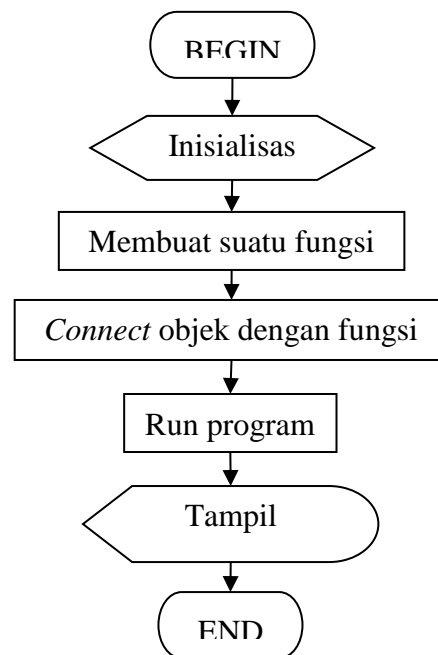 BEGIN
Inisialisas
Membuat suatu fungsi
Connect objek dengan fungsi
Run program
Tampil
END